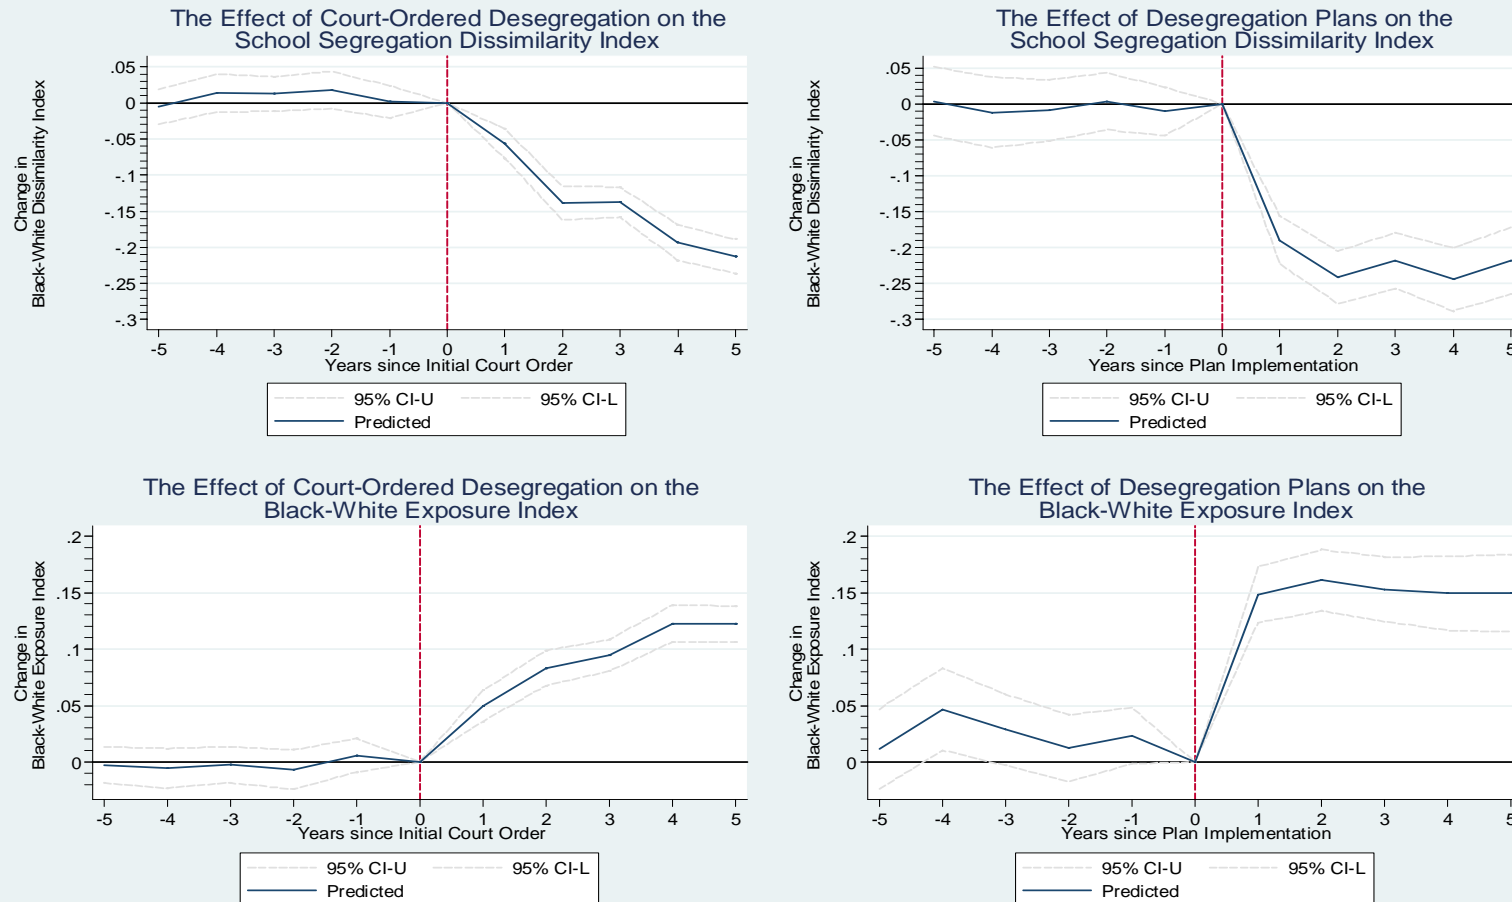 The Effect of Court-Ordered Desegregation on the
School Segregation Dissimilarity Index
Change in
Black-White Dissimilarity Index
.05
0
-.05
-.1
-.15
-.2
-.25
-.3
-5 -4 -3 -2 -1 0 1 2 3 4 5
Years since Initial Court Order
95% CI-U 95% CI-L
Predicted
The Effect of Desegregation Plans on the
School Segregation Dissimilarity Index
Change in
Black-White Dissimilarity Index
.05
0
-.05
-.1
-.15
-.2
-.25
-.3
-5 -4 -3 -2 -1 0 1 2 3 4 5
Years since Plan Implementation
95% CI-U 95% CI-L
Predicted
The Effect of Court-Ordered Desegregation on the
Black-White Exposure Index
Change in
Black-White Exposure Index
.2
.15
.1
.05
0
-5 -4 -3 -2 -1 0 1 2 3 4 5
Years since Initial Court Order
95% CI-U 95% CI-L
Predicted
The Effect of Desegregation Plans on the
Black-White Exposure Index
Change in
Black-White Exposure Index
.2
.15
.1
.05
0
-5 -4 -3 -2 -1 0 1 2 3 4 5
Years since Plan Implementation
95% CI-U 95% CI-L
Predicted